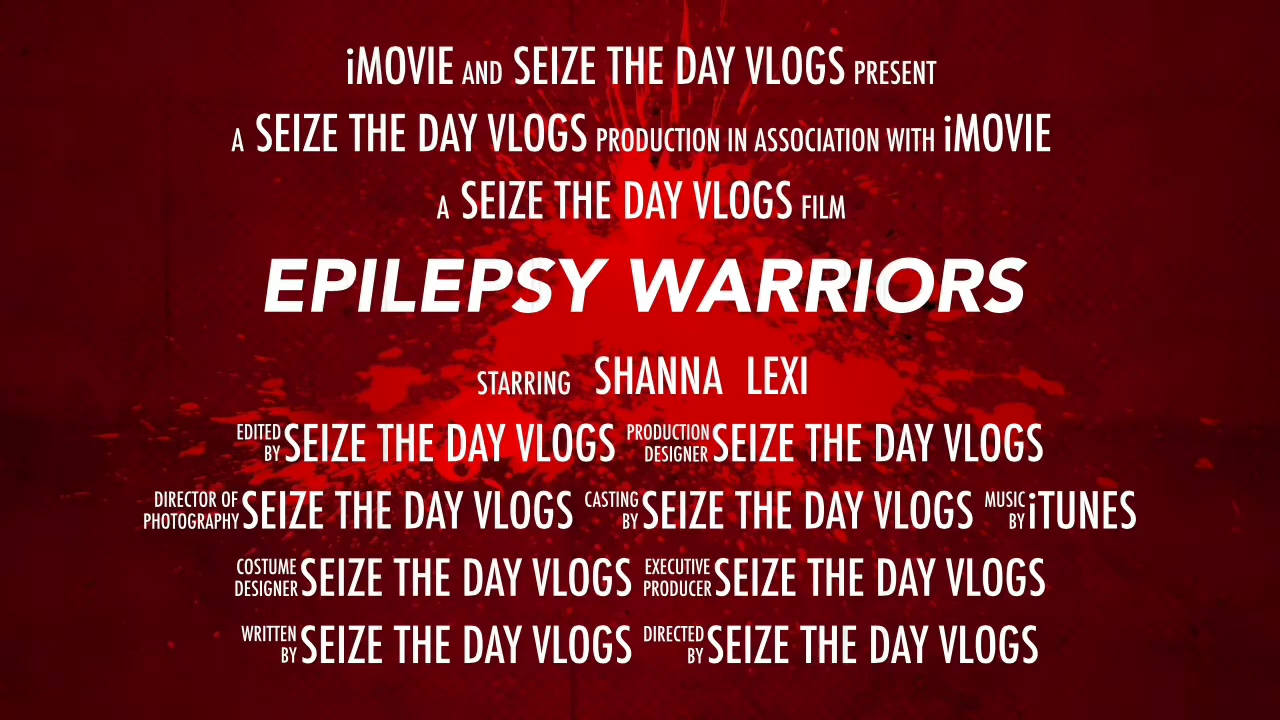 iMOVIE AND SEIZE THE DAY VLOGS PRESENT
A SEIZE THE DAY VLOGS PRODUCTION IN ASSOCIATION WITH iMOVIE
A SEIZE THE DAY VLOGS FILM
EPILEPSY WARRIORS
STARRING SHANNA LEXI
EDITED BY SEIZE THE DAY VLOGS PRODUCTION DESIGNER SEIZE THE DAY VLOGS
DIRECTOR OF PHOTOGRAPHY SEIZE THE DAY VLOGS CASTING BY SEIZE THE DAY VLOGS MUSIC BY iTUNES
COSTUME DESIGNER SEIZE THE DAY VLOGS EXECUTIVE PRODUCER SEIZE THE DAY VLOGS
WRITTEN BY SEIZE THE DAY VLOGS DIRECTED BY SEIZE THE DAY VLOGS